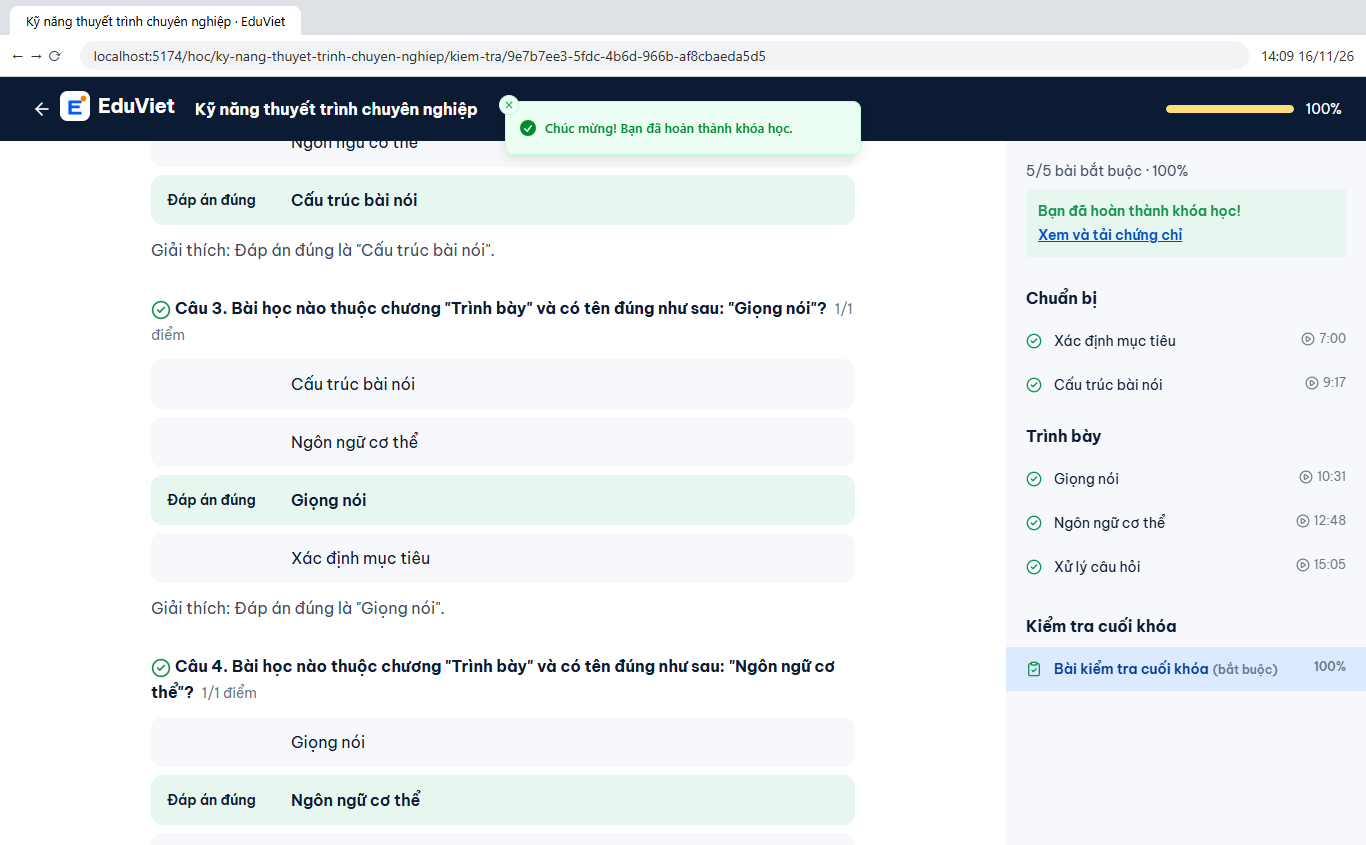 Kỹ năng thuyết trình chuyên nghiệp · EduViet
localhost:5174/hoc/ky-nang-thuyet-trinh-chuyen-nghiep/kiem-tra/9e7b7ee3-5fdc-4b6d-966b-af8cbaeda5d5
14:09 16/11/26
E EduViet
Kỹ năng thuyết trình chuyên nghiệp
Chúc mừng! Bạn đã hoàn thành khóa học.
100%
Ngôn ngữ cơ thể
Đáp án đúng Cấu trúc bài nói
Giải thích: Đáp án đúng là "Cấu trúc bài nói".
Câu 3. Bài học nào thuộc chương "Trình bày" và có tên đúng như sau: "Giọng nói"? 1/1
điểm
Cấu trúc bài nói
Ngôn ngữ cơ thể
Đáp án đúng Giọng nói
Xác định mục tiêu
Giải thích: Đáp án đúng là "Giọng nói".
Câu 4. Bài học nào thuộc chương "Trình bày" và có tên đúng như sau: "Ngôn ngữ cơ
thể"? 1/1 điểm
Giọng nói
Đáp án đúng Ngôn ngữ cơ thể
5/5 bài bắt buộc · 100%
Bạn đã hoàn thành khóa học!
Xem và tải chứng chỉ
Chuẩn bị
Xác định mục tiêu 7:00
Cấu trúc bài nói 9:17
Trình bày
Giọng nói 10:31
Ngôn ngữ cơ thể 12:48
Xử lý câu hỏi 15:05
Kiểm tra cuối khóa
Bài kiểm tra cuối khóa (bắt buộc) 100%